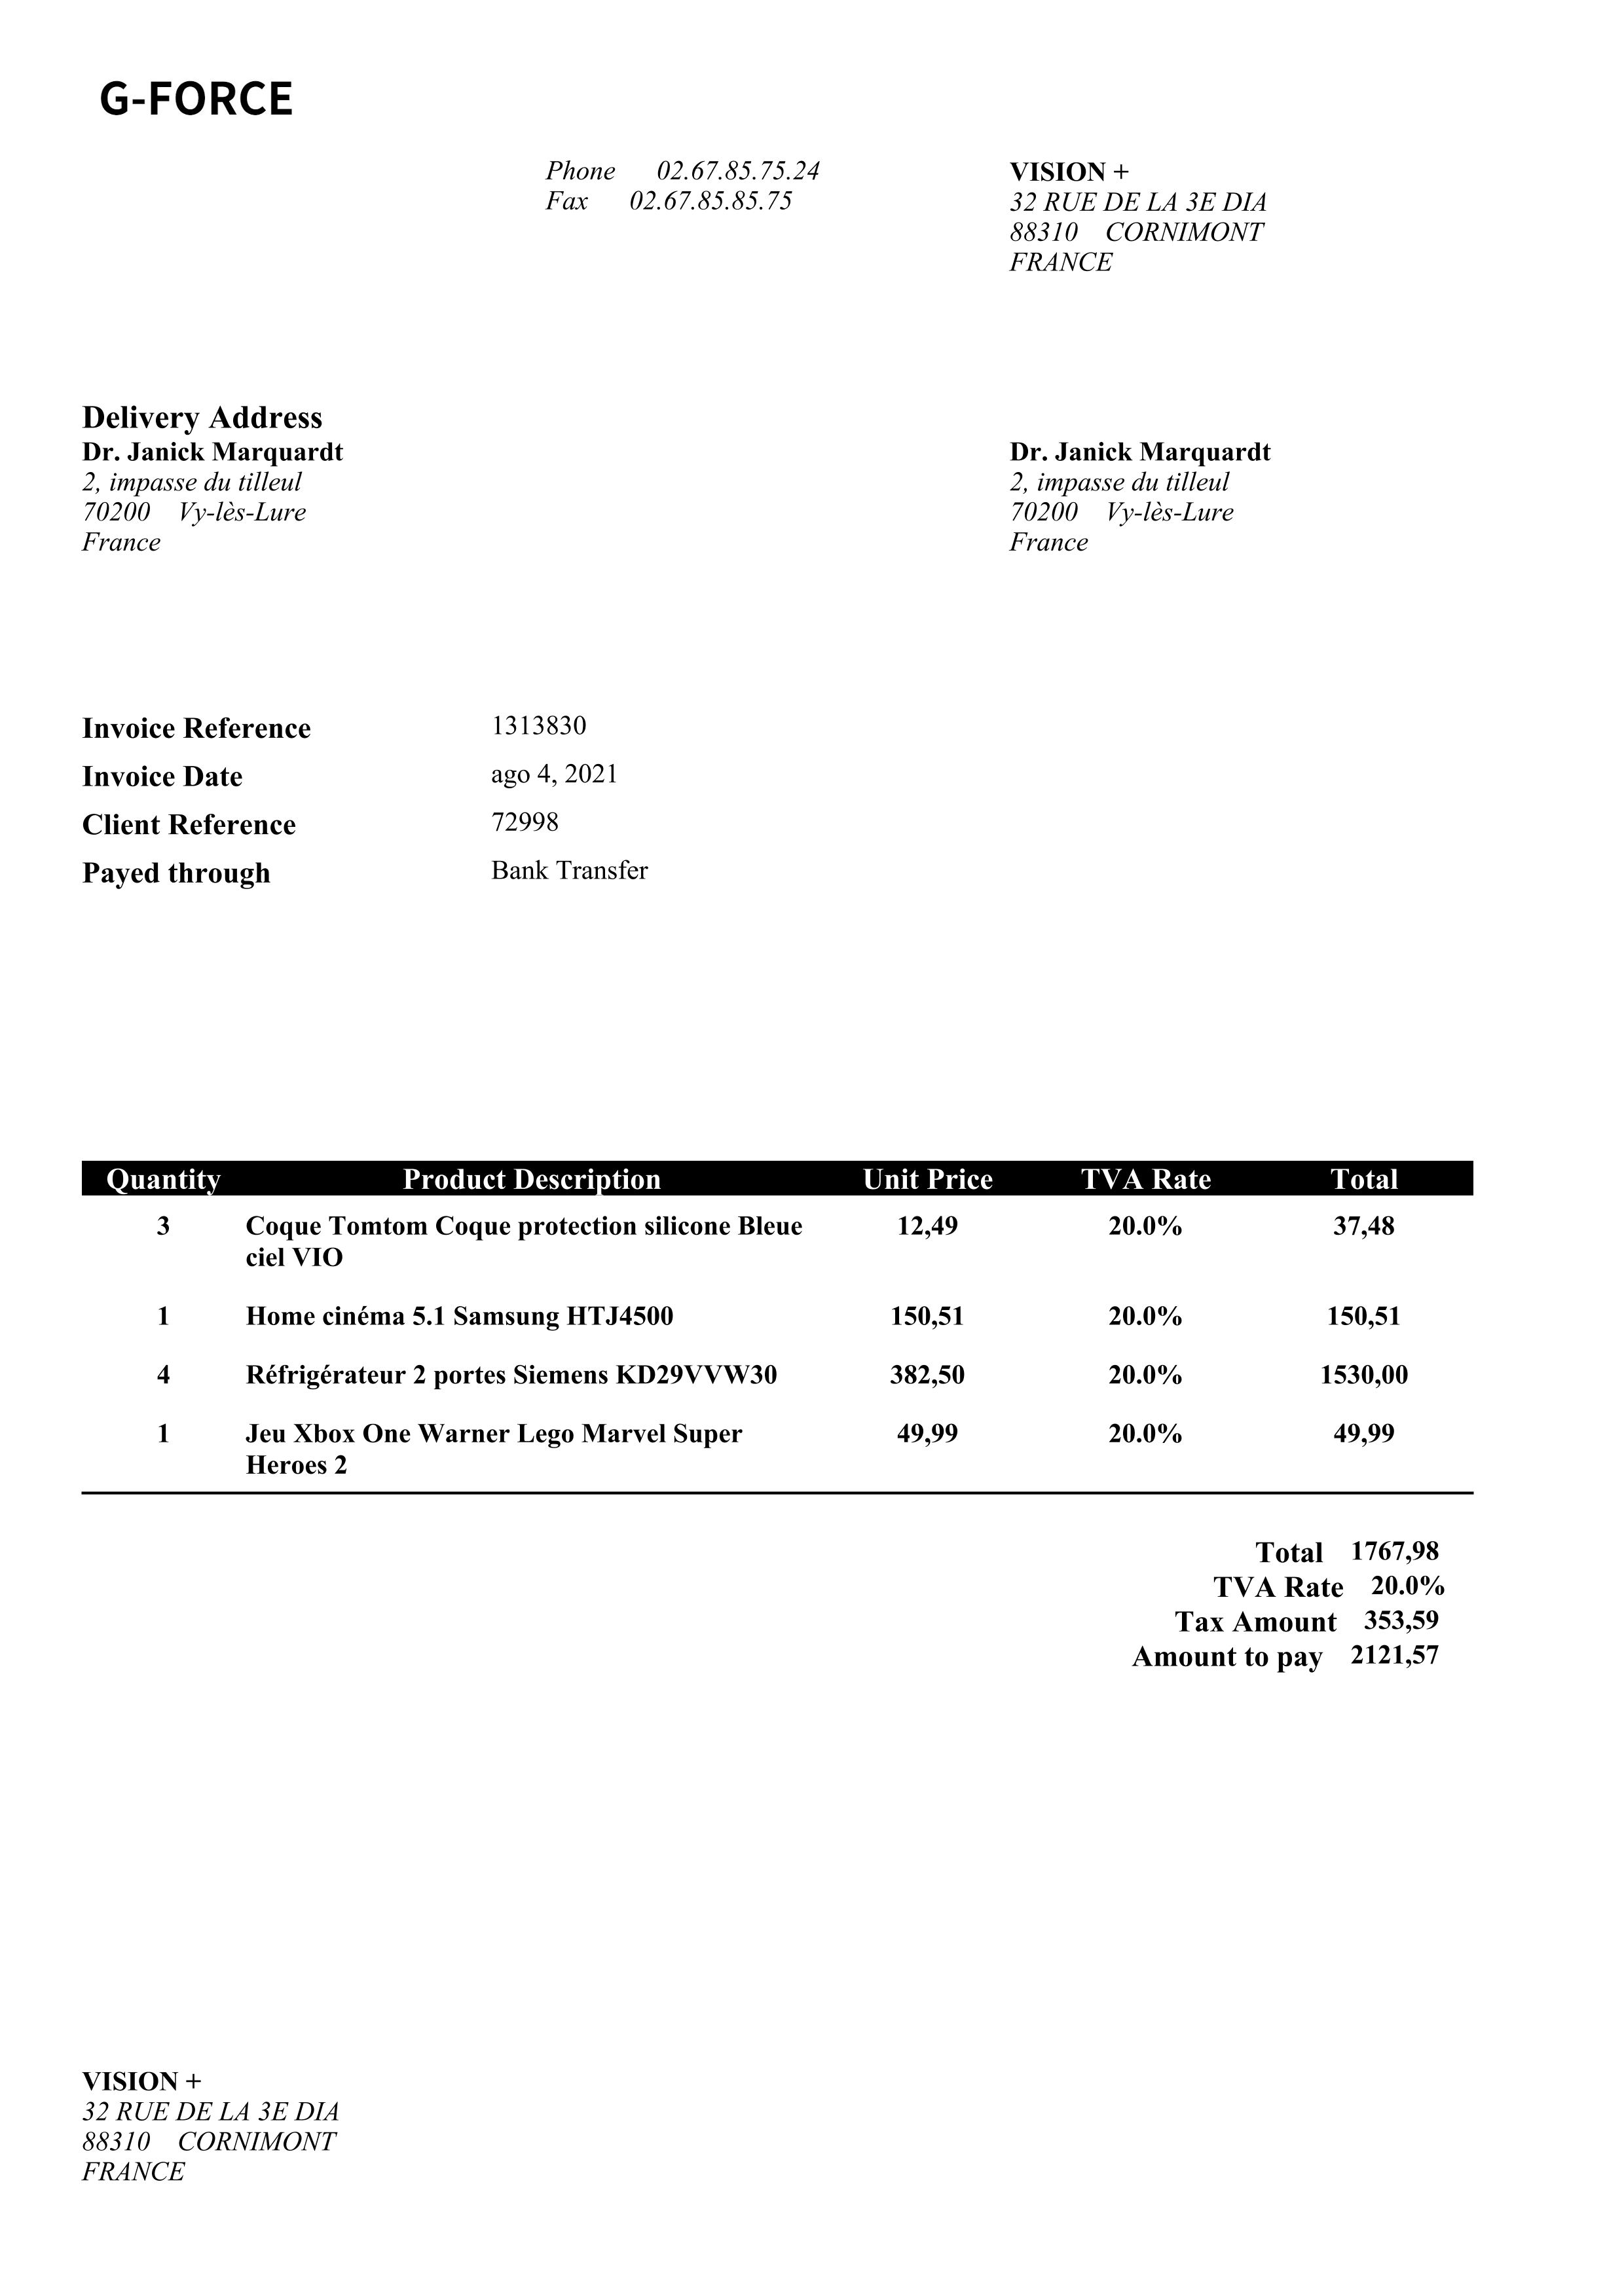 G-FORCE
Phone 02.67.85.75.24
Fax 02.67.85.85.75
VISION +
32 RUE DE LA 3E DIA
88310 CORNIMONT
FRANCE
Delivery Address
Dr. Janick Marquardt
2, impasse du tilleul
70200 Vy-lès-Lure
France
Dr. Janick Marquardt
2, impasse du tilleul
70200 Vy-lès-Lure
France
Invoice Reference 1313830
Invoice Date ago 4, 2021
Client Reference 72998
Payed through Bank Transfer
Quantity Product Description Unit Price TVA Rate Total
3 Coque Tomtom Coque protection silicone Bleue 12,49 20.0% 37,48
ciel VIO
1 Home cinéma 5.1 Samsung HTJ4500 150,51 20.0% 150,51
4 Réfrigérateur 2 portes Siemens KD29VVW30 382,50 20.0% 1530,00
1 Jeu Xbox One Warner Lego Marvel Super 49,99 20.0% 49,99
Heroes 2
Total 1767,98
TVA Rate 20.0%
Tax Amount 353,59
Amount to pay 2121,57
VISION +
32 RUE DE LA 3E DIA
88310 CORNIMONT
FRANCE